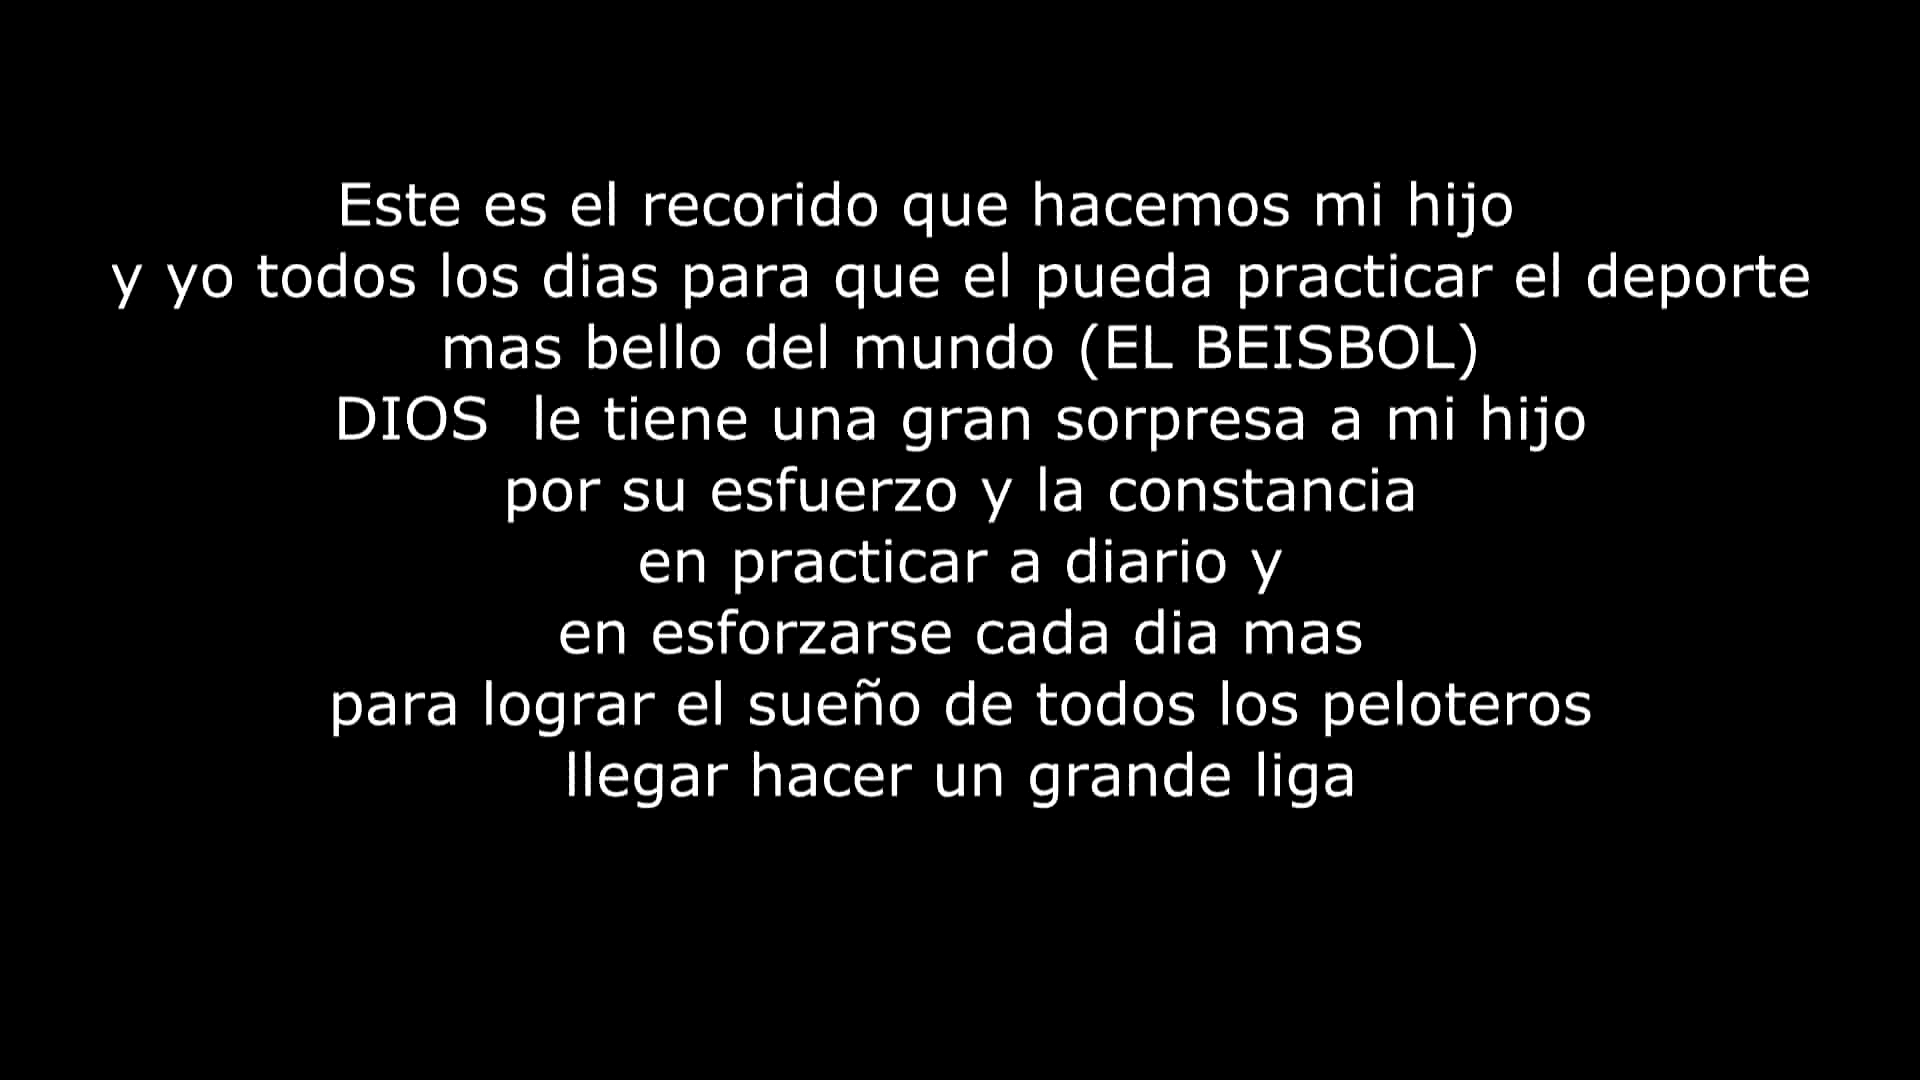 Este es el recorido que hacemos mi hijo
y yo todos los dias para que el pueda practicar el deporte
mas bello del mundo (EL BEISBOL)
DIOS  le tiene una gran sorpresa a mi hijo
por su esfuerzo y la constancia
en practicar a diario y
en esforzarse cada dia mas
para lograr el sueño de todos los peloteros
llegar hacer un grande liga